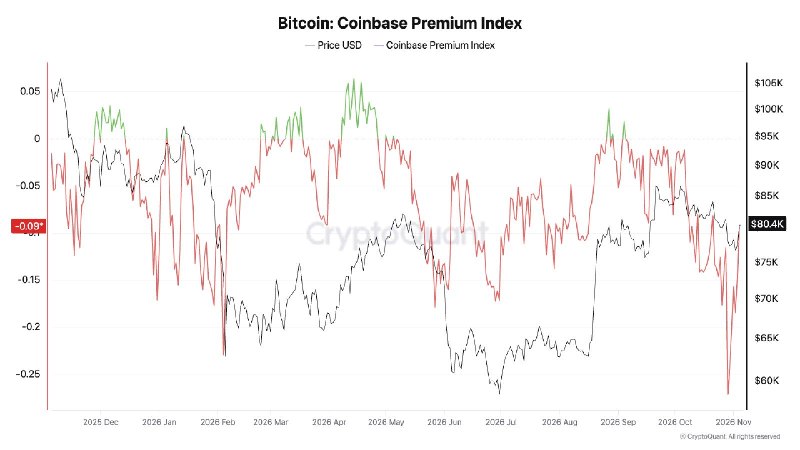 Bitcoin: Coinbase Premium Index
Price USD
Coinbase Premium Index
0.05
0
-0.05
-0.09*
-0.15
-0.2
-0.25
$106K
$100K
$95K
$90K
$85K
$80.4K
$75K
$70K
$65K
$60K
CryptoQuant
2025 Dec
2026 Jan
2026 Feb
2026 Mar
2026 Apr
2026 May
2026 Jun
2026 Jul
2026 Aug
2026 Sep
2026 Oct
2026 Nov
© CryptoQuant. All rights reserved